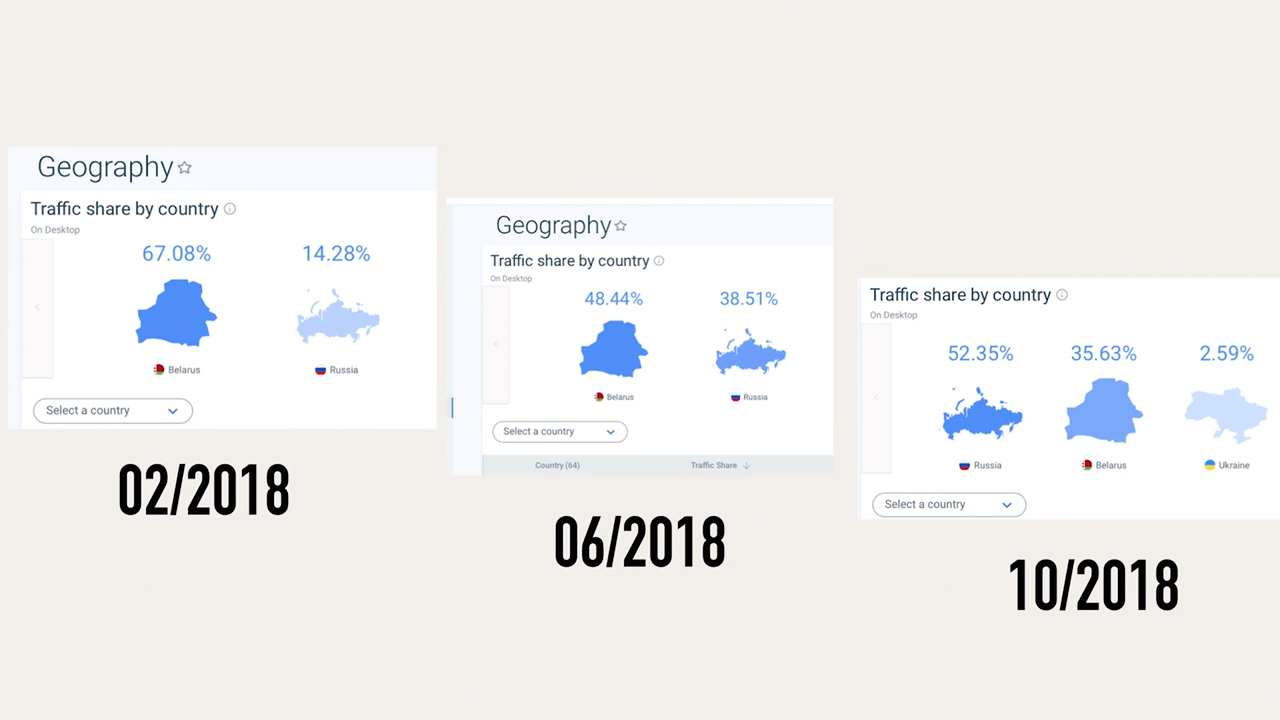 Geography
Traffic share by country
On Desktop
67.08% 14.28%
Belarus Russia
Select a country
02/2018
Geography
Traffic share by country
On Desktop
48.44% 38.51%
Belarus Russia
Select a country
Country (64) Traffic Share
06/2018
Traffic share by country
On Desktop
52.35% 35.63% 2.59%
Russia Belarus Ukraine
Select a country
10/2018